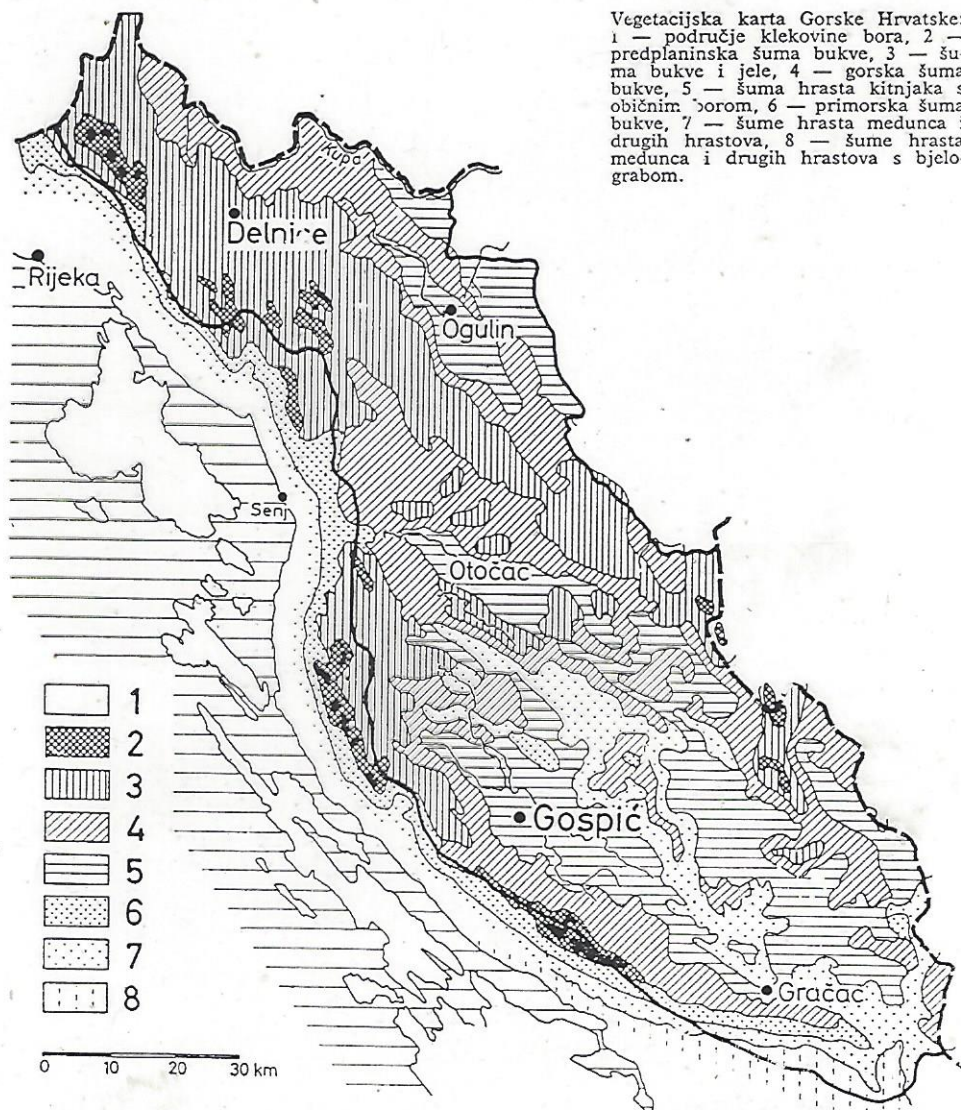 Vegetacijska karta Gorske Hrvatske:
1 — područje klekovine bora, 2 —
predplaninska šuma bukve, 3 — šu-
ma bukve i jele, 4 — gorska šuma
bukve, 5 — šuma hrasta kitnjaka s
običnim borom, 6 — primorska šuma
bukve, 7 — šume hrasta medunca i
drugih hrastova, 8 — šume hrasta
medunca i drugih hrastova s bjelo-
grabom.
Kupa
Delnice
Rijeka
Ogulin
Senj
Otočac
Gospić
Gračac
1
2
3
4
5
6
7
8
0 10 20 30 km